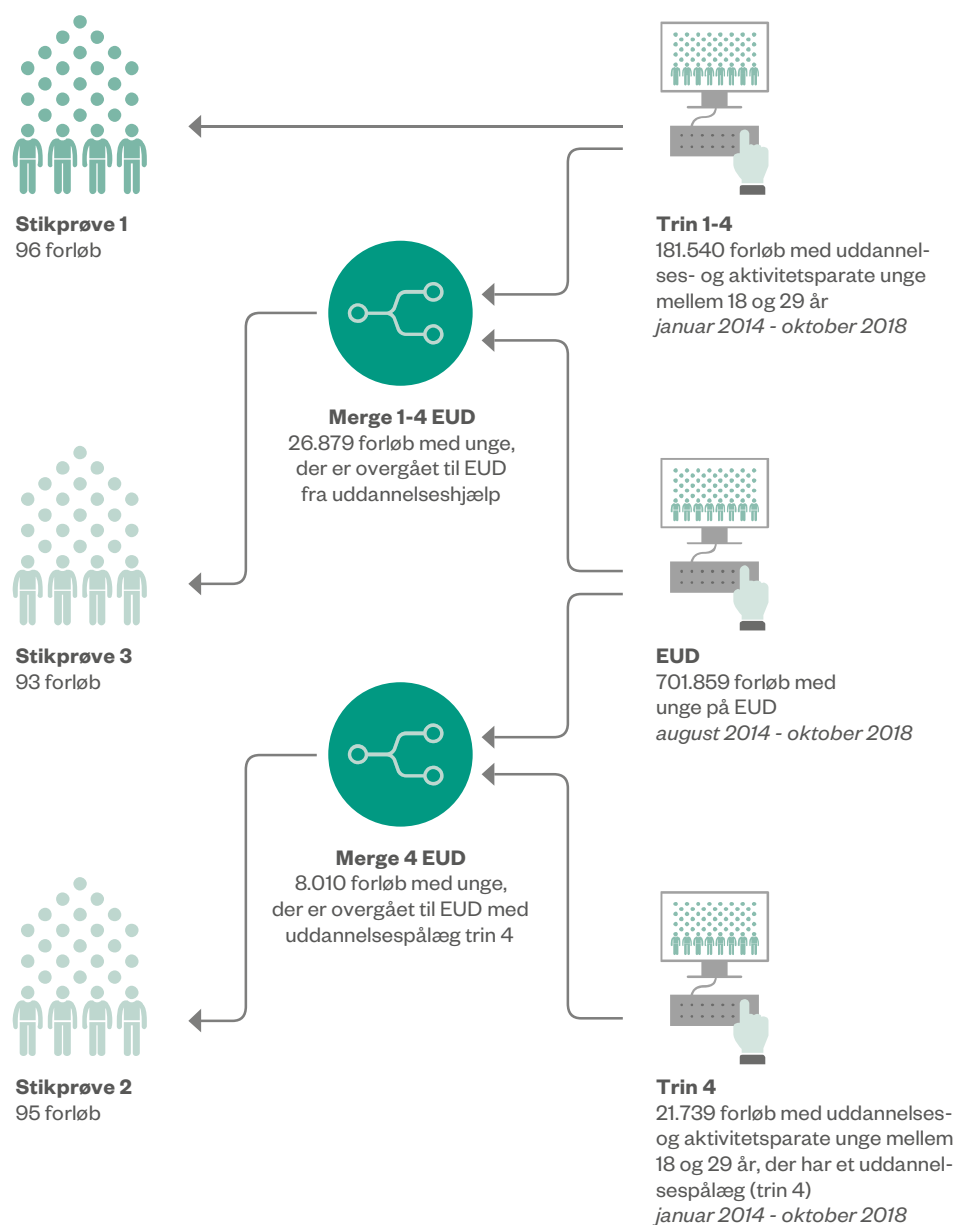 Stikprøve 1
96 forløb
Trin 1-4
181.540 forløb med uddannel-
ses- og aktivitetsparate unge
mellem 18 og 29 år
januar 2014 - oktober 2018
Merge 1-4 EUD
26.879 forløb med unge,
der er overgået til EUD
fra uddannelseshjælp
Stikprøve 3
93 forløb
EUD
701.859 forløb med
unge på EUD
august 2014 - oktober 2018
Merge 4 EUD
8.010 forløb med unge,
der er overgået til EUD med
uddannelsespålæg trin 4
Stikprøve 2
95 forløb
Trin 4
21.739 forløb med uddannelses-
og aktivitetsparate unge mellem
18 og 29 år, der har et uddannel-
sespålæg (trin 4)
januar 2014 - oktober 2018